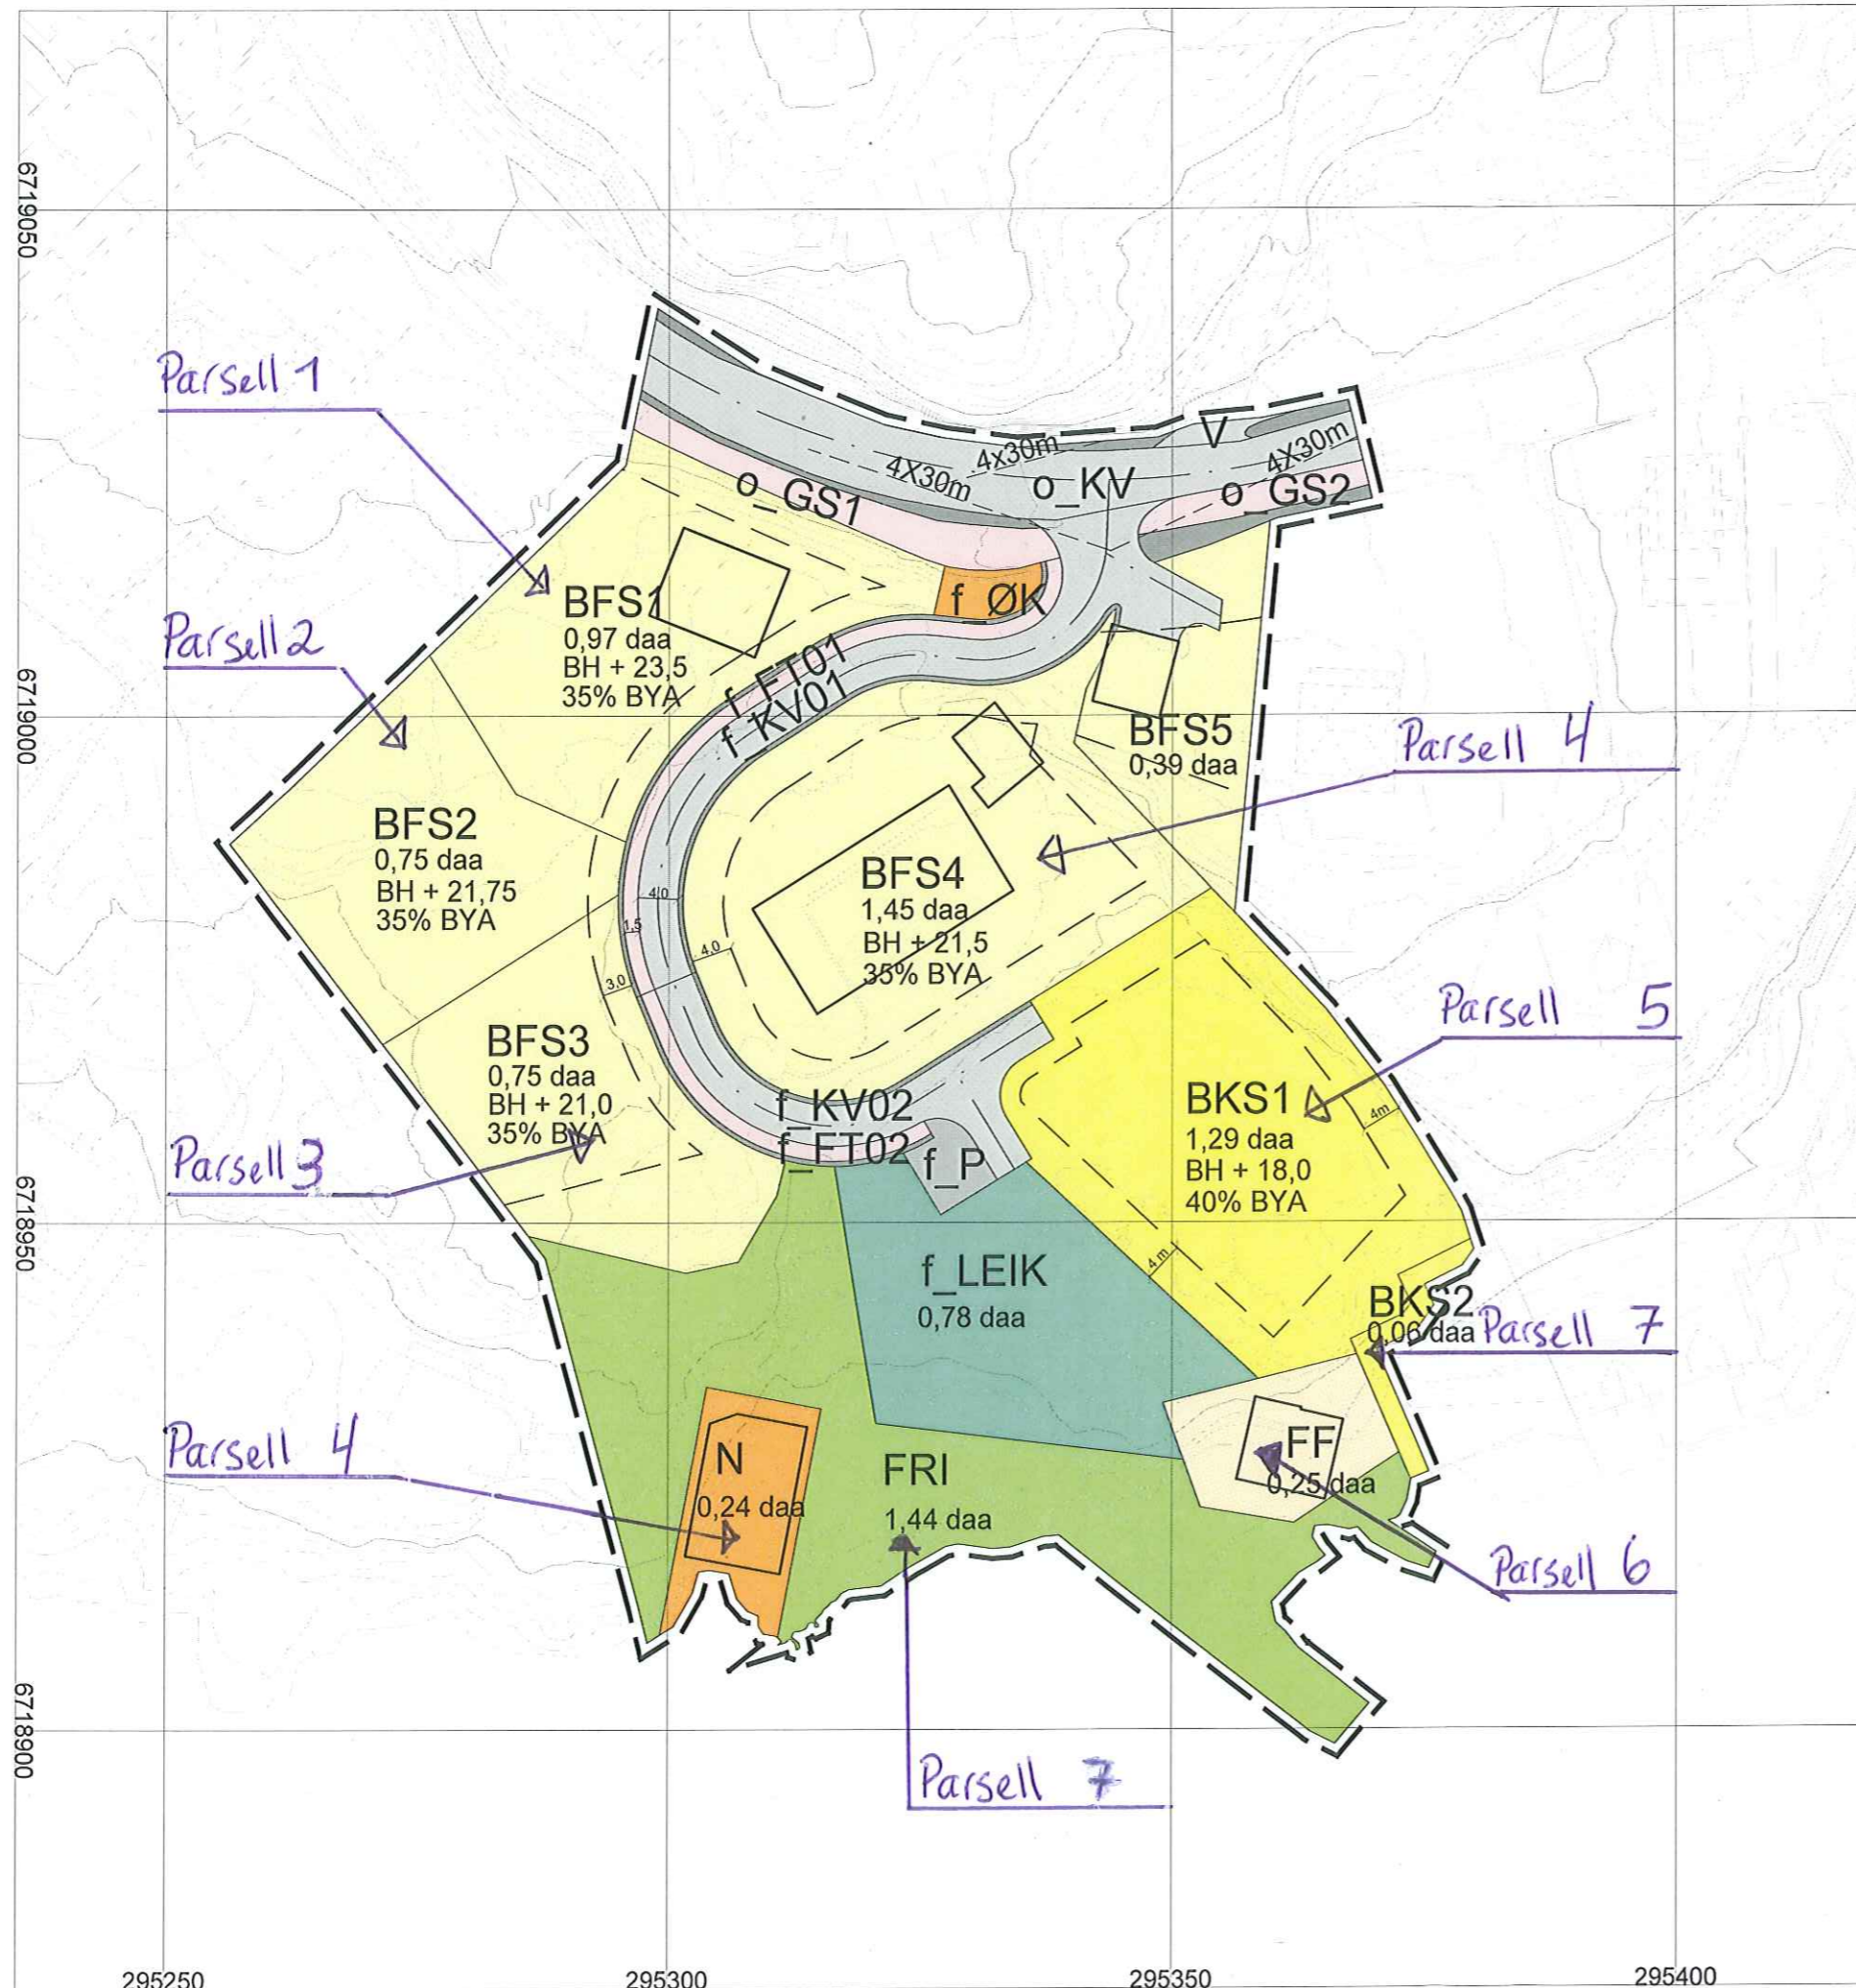 6719050
Parsell 1
V
4x30m
4X30m
4X30m
o_KV
o_GS1
o_GS2
BFS1
0,97 daa
BH + 23,5
35% BYA
f_ØK
Parsell 2
f_FT01
f_KV01
6719000
BFS5
0,39 daa
Parsell 4
BFS2
0,75 daa
BH + 21,75
35% BYA
BFS4
1,45 daa
BH + 21,5
35% BYA
4,0
1,5
4,0
3,0
Parsell 5
BFS3
0,75 daa
BH + 21,0
35% BYA
f_KV02
f_FT02
f_P
BKS1
1,29 daa
BH + 18,0
40% BYA
4m
Parsell 3
6718950
4 m
f_LEIK
0,78 daa
BKS2
0,06 daa
Parsell 7
Parsell 4
N
0,24 daa
FRI
1,44 daa
FF
0,25 daa
Parsell 6
6718900
Parsell 7
295250
295300
295350
295400